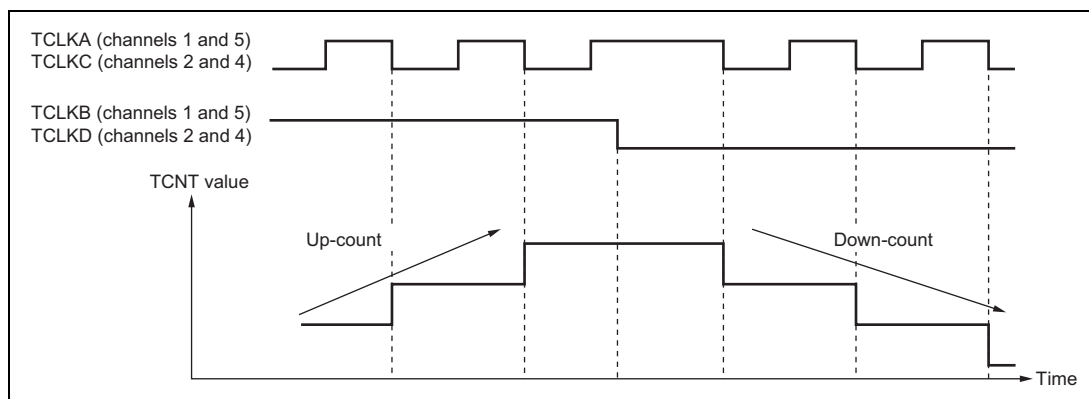 TCLKA (channels 1 and 5)
TCLKC (channels 2 and 4)
TCLKB (channels 1 and 5)
TCLKD (channels 2 and 4)
TCNT value
Up-count
Down-count
Time